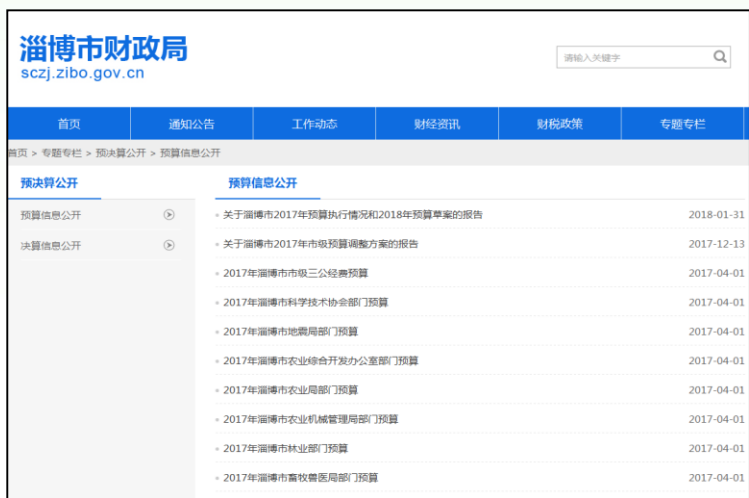 淄博市财政局
sczj.zibo.gov.cn
请输入关键字
首页 通知公告 工作动态 财经资讯 财税政策 专题专栏
首页 > 专题专栏 > 预决算公开 > 预算信息公开
预决算公开
预算信息公开
决算信息公开
预算信息公开
关于淄博市2017年预算执行情况和2018年预算草案的报告 2018-01-31
关于淄博市2017年市级预算调整方案的报告 2017-12-13
2017年淄博市市级三公经费预算 2017-04-01
2017年淄博市科学技术协会部门预算 2017-04-01
2017年淄博市地震局部门预算 2017-04-01
2017年淄博市农业综合开发办公室部门预算 2017-04-01
2017年淄博市农业局部门预算 2017-04-01
2017年淄博市农业机械管理局部门预算 2017-04-01
2017年淄博市林业部门预算 2017-04-01
2017年淄博市畜牧兽医局部门预算 2017-04-01